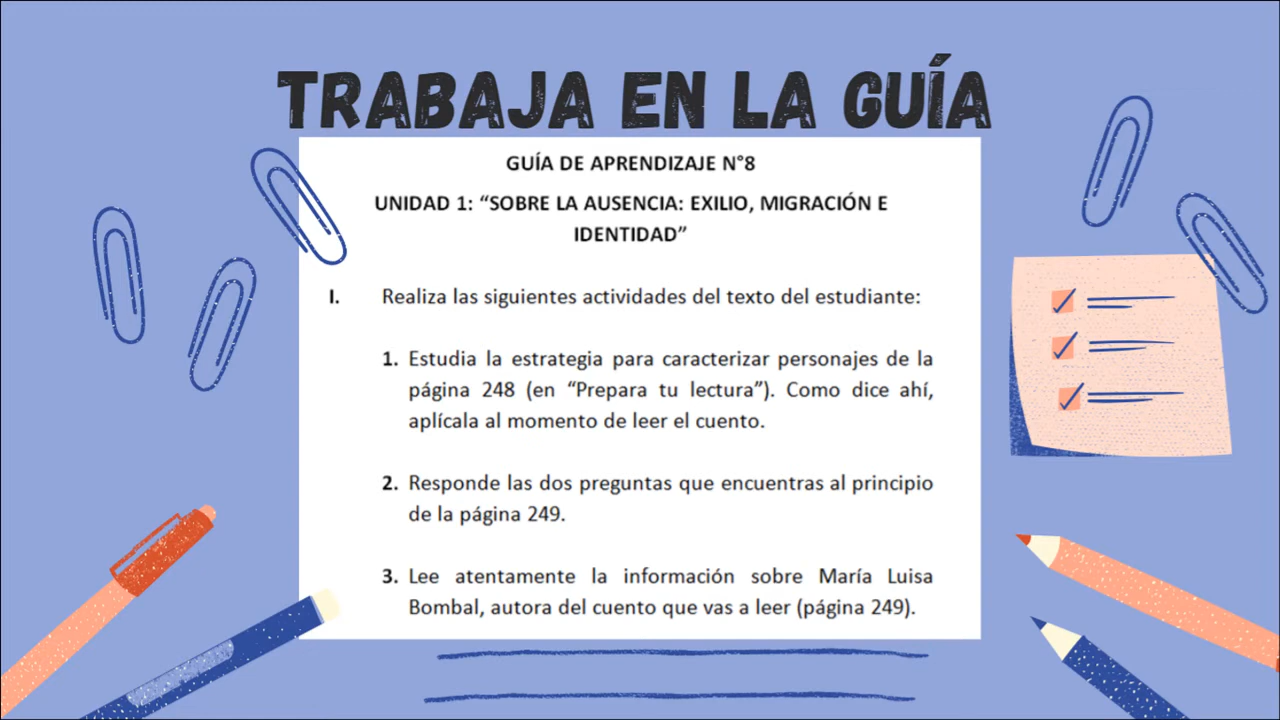 TRABAJA EN LA GUÍA
GUÍA DE APRENDIZAJE N°8
UNIDAD 1: “SOBRE LA AUSENCIA: EXILIO, MIGRACIÓN E
IDENTIDAD”
I. Realiza las siguientes actividades del texto del estudiante:
1. Estudia la estrategia para caracterizar personajes de la
página 248 (en “Prepara tu lectura”). Como dice ahí,
aplícala al momento de leer el cuento.
2. Responde las dos preguntas que encuentras al principio
de la página 249.
3. Lee atentamente la información sobre María Luisa
Bombal, autora del cuento que vas a leer (página 249).